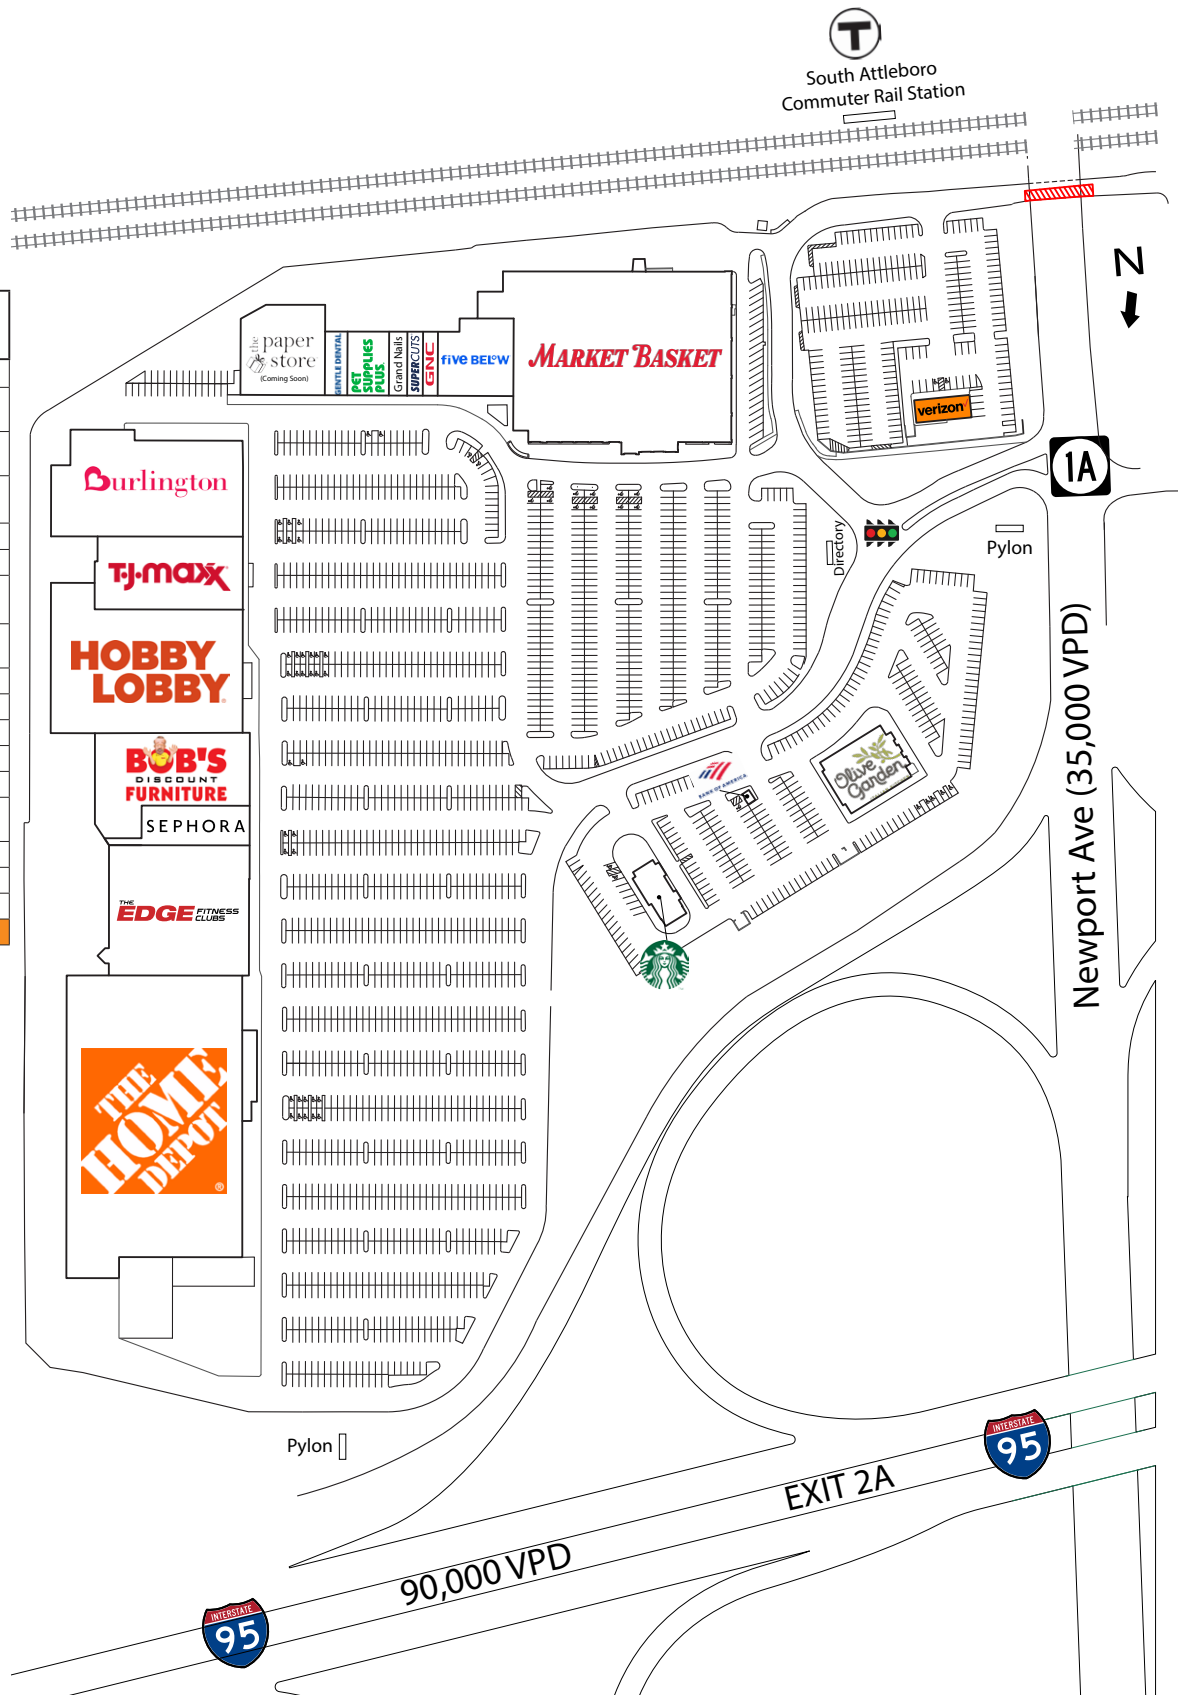 T
South Attleboro
Commuter Rail Station
N
the
paper
store
(Coming Soon)
GENTLE DENTAL
PET
SUPPLIES
PLUS.
Grand Nails
SUPERCUTS
GNC
five BELOW
MARKET BASKET
verizon
1A
Burlington
T.J.maxx
HOBBY
LOBBY
BOB'S
DISCOUNT
FURNITURE
SEPHORA
THE
EDGE FITNESS
CLUBS
THE
HOME
DEPOT
®
Directory
Pylon
Newport Ave (35,000 VPD)
BANK OF AMERICA
Olive
Garden
Pylon
INTERSTATE
95
EXIT 2A
90,000 VPD
INTERSTATE
95